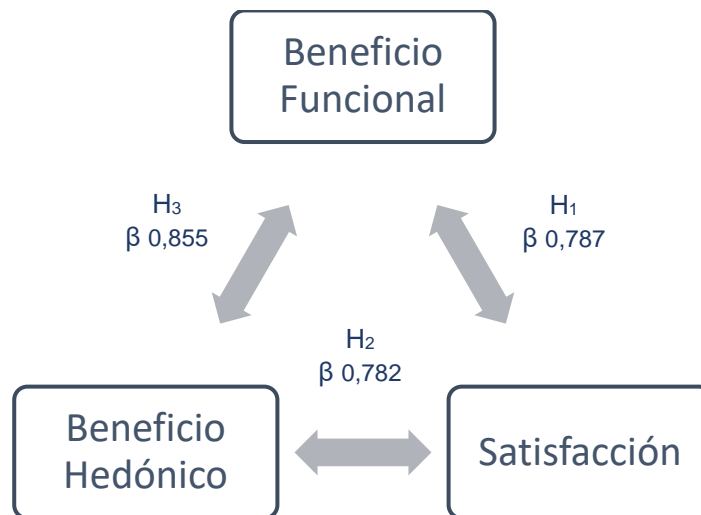 Beneficio
Funcional
H₃
β 0,855
H₁
β 0,787
H₂
β 0,782
Beneficio
Hedónico
Satisfacción